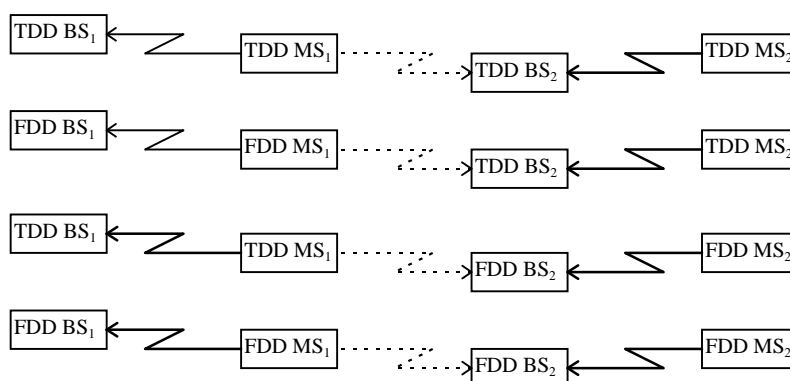 TDD BS₁ TDD MS₁ TDD BS₂ TDD MS₂
FDD BS₁ FDD MS₁ TDD BS₂ TDD MS₂
TDD BS₁ TDD MS₁ FDD BS₂ FDD MS₂
FDD BS₁ FDD MS₁ FDD BS₂ FDD MS₂